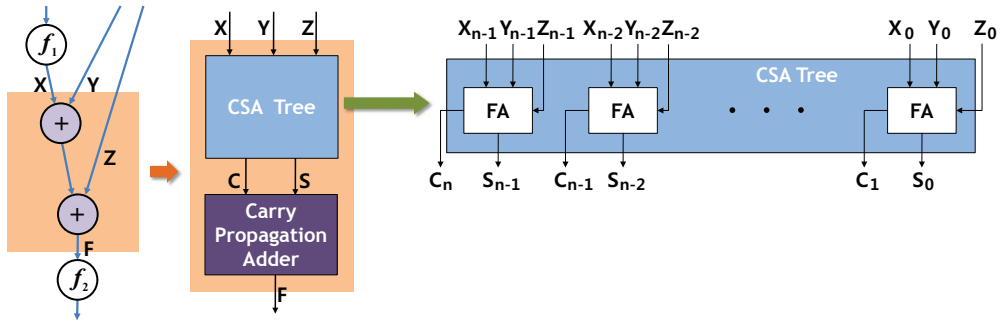 f1
X Y
+
Z
+
F
f2
X Y Z
CSA Tree
C S
Carry
Propagation
Adder
F
Xn-1 Yn-1 Zn-1 Xn-2 Yn-2 Zn-2 X0 Y0 Z0
CSA Tree
FA FA • • • FA
Cn Sn-1 Cn-1 Sn-2 C1 S0